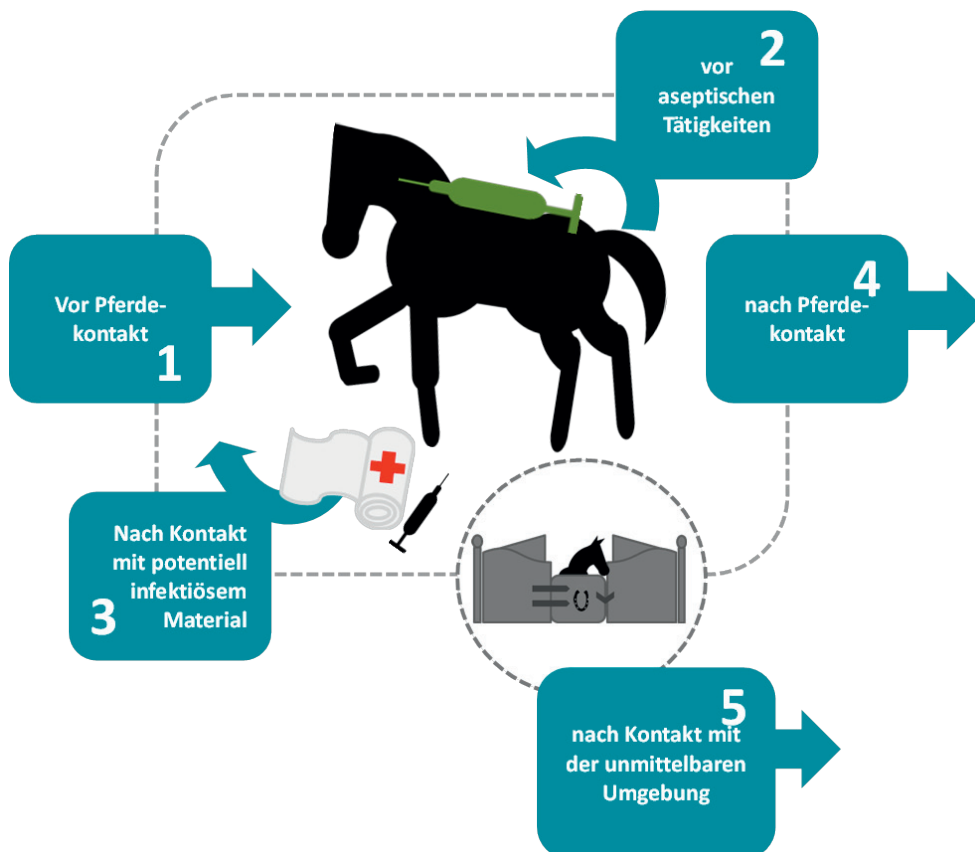 1
Vor Pferde-
kontakt
2
vor
aseptischen
Tätigkeiten
3
Nach Kontakt
mit potentiell
infektiösem
Material
4
nach Pferde-
kontakt
5
nach Kontakt mit
der unmittelbaren
Umgebung